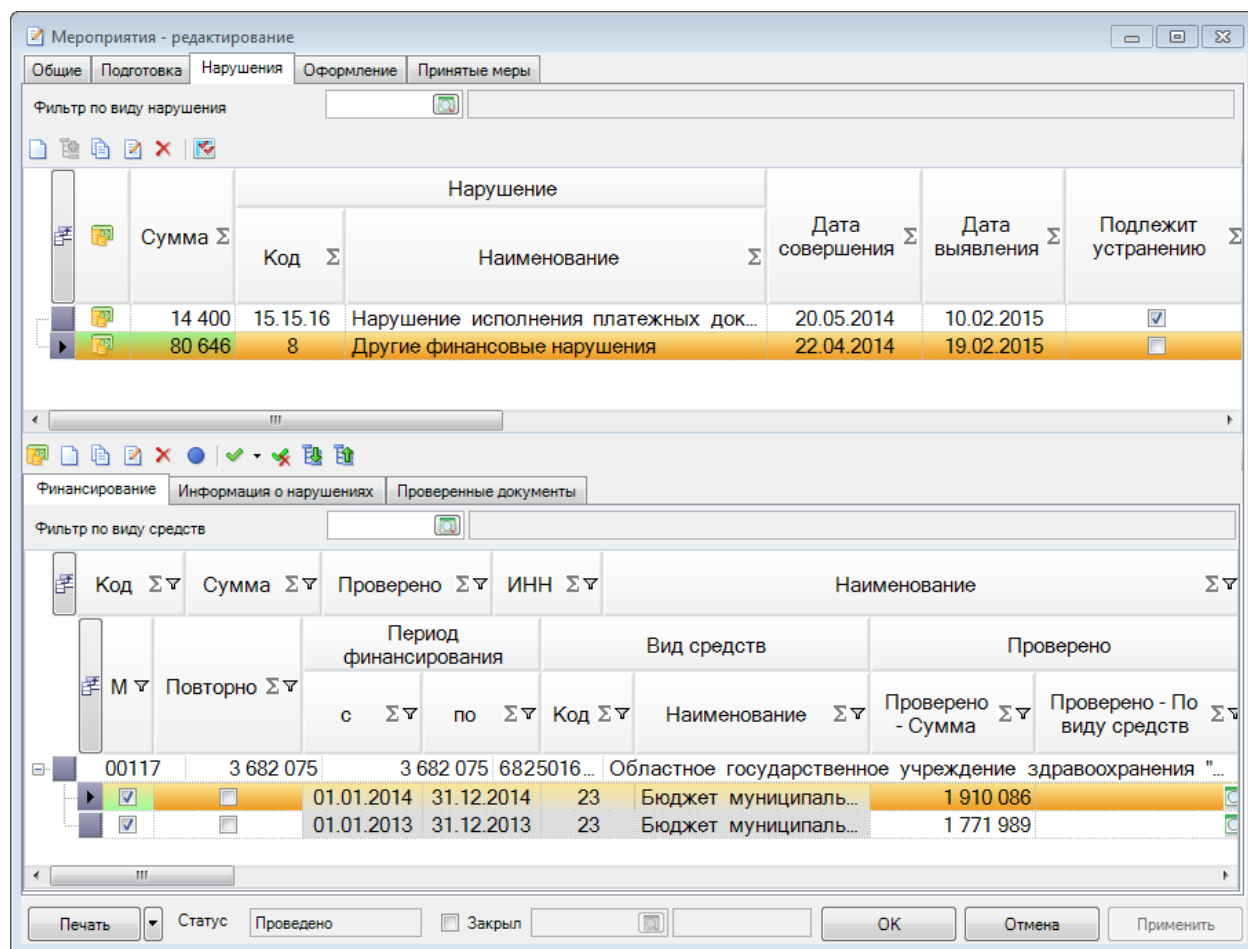 Мероприятия - редактирование
Общие Подготовка Нарушения Оформление Принятые меры
Фильтр по виду нарушения
Нарушение
Сумма Σ
Код Σ
Наименование Σ
Дата совершения Σ
Дата выявления Σ
Подлежит устранению Σ
14 400 15.15.16 Нарушение исполнения платежных док... 20.05.2014 10.02.2015
80 646 8 Другие финансовые нарушения 22.04.2014 19.02.2015
Финансирование Информация о нарушениях Проверенные документы
Фильтр по виду средств
Код Σ Сумма Σ Проверено Σ ИНН Σ Наименование Σ
М Повторно Σ
Период финансирования
Вид средств
Проверено
с Σ по Σ Код Σ Наименование Σ
Проверено - Сумма Σ
Проверено - По виду средств Σ
00117 3 682 075 3 682 075 6825016... Областное государственное учреждение здравоохранения "...
01.01.2014 31.12.2014 23 Бюджет муниципаль... 1 910 086
01.01.2013 31.12.2013 23 Бюджет муниципаль... 1 771 989
Печать Статус Проведено Закрыл OK Отмена Применить